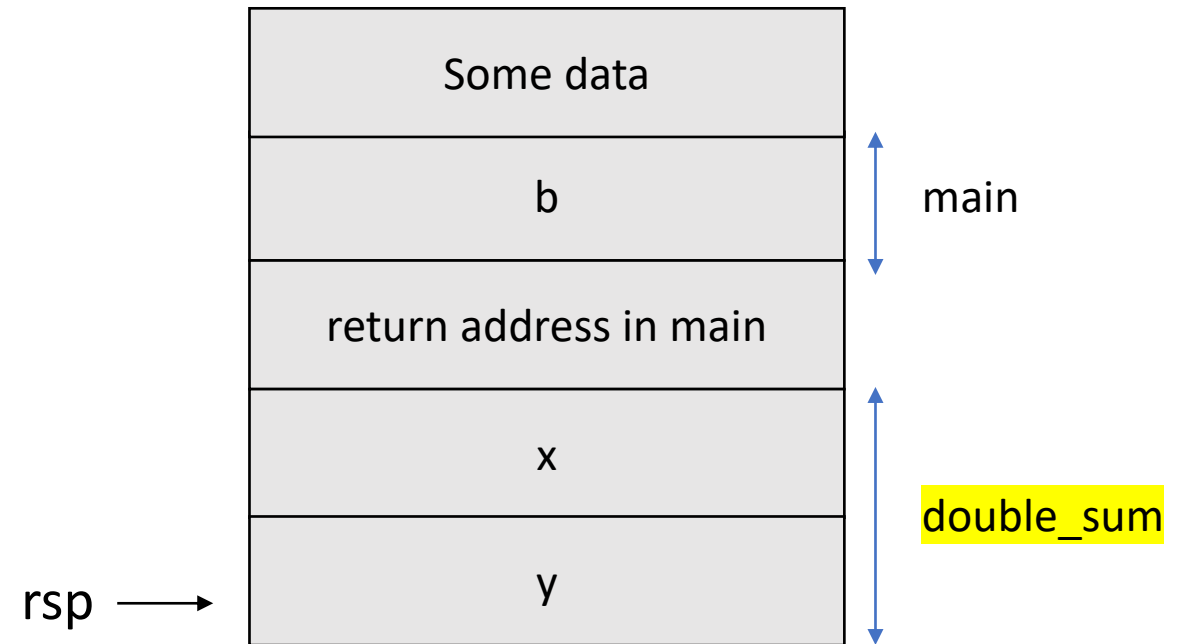 Some data
b
main
return address in main
x
double_sum
y
rsp